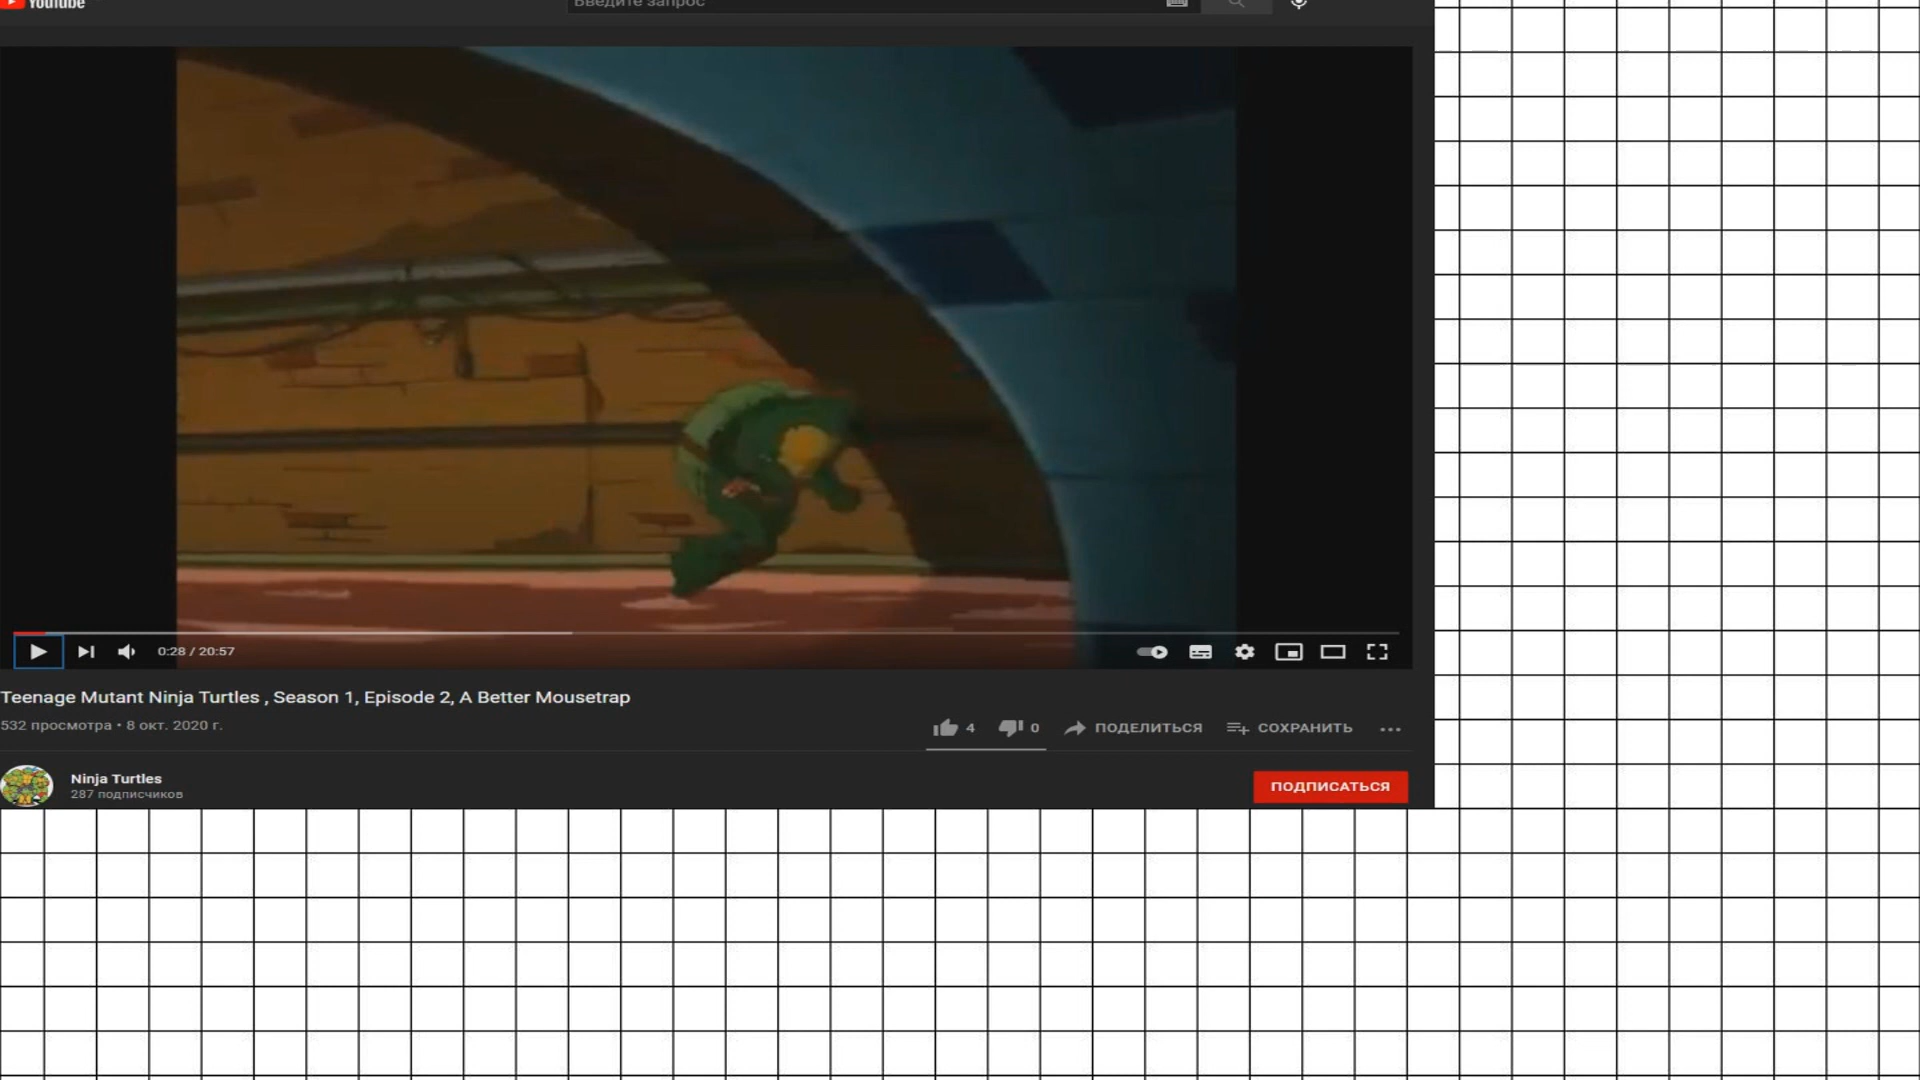 YouTube
Введите запрос
0:28 / 20:57
Teenage Mutant Ninja Turtles , Season 1, Episode 2, A Better Mousetrap
532 просмотра • 8 окт. 2020 г.
4
0
ПОДЕЛИТЬСЯ
СОХРАНИТЬ
Ninja Turtles
287 подписчиков
ПОДПИСАТЬСЯ